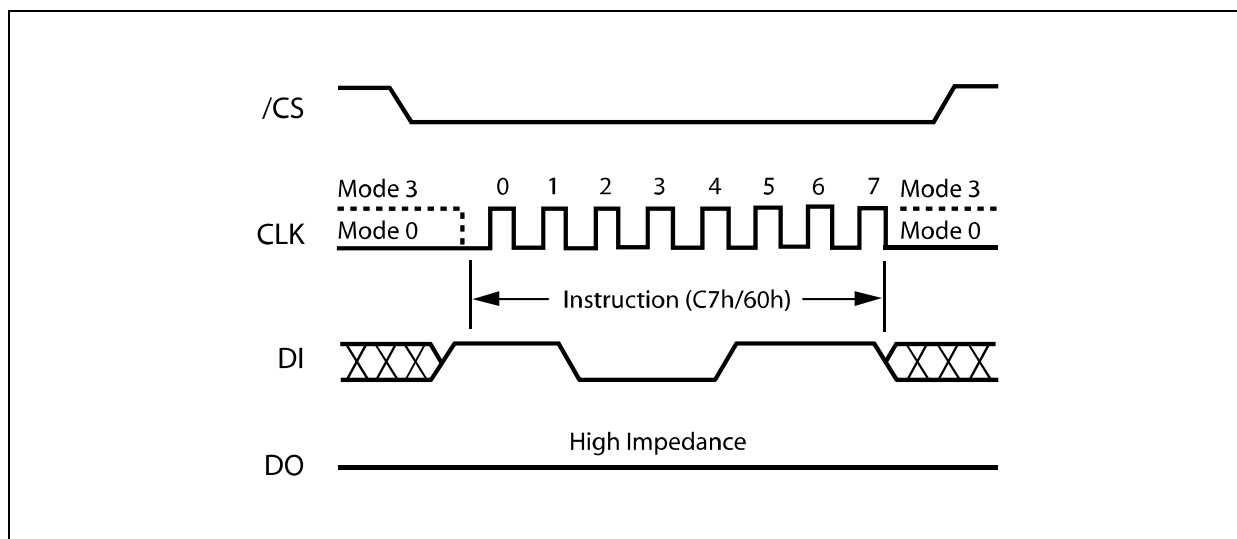 /CS
Mode 3 0 1 2 3 4 5 6 7 Mode 3
CLK Mode 0 Mode 0
Instruction (C7h/60h)
DI
High Impedance
DO